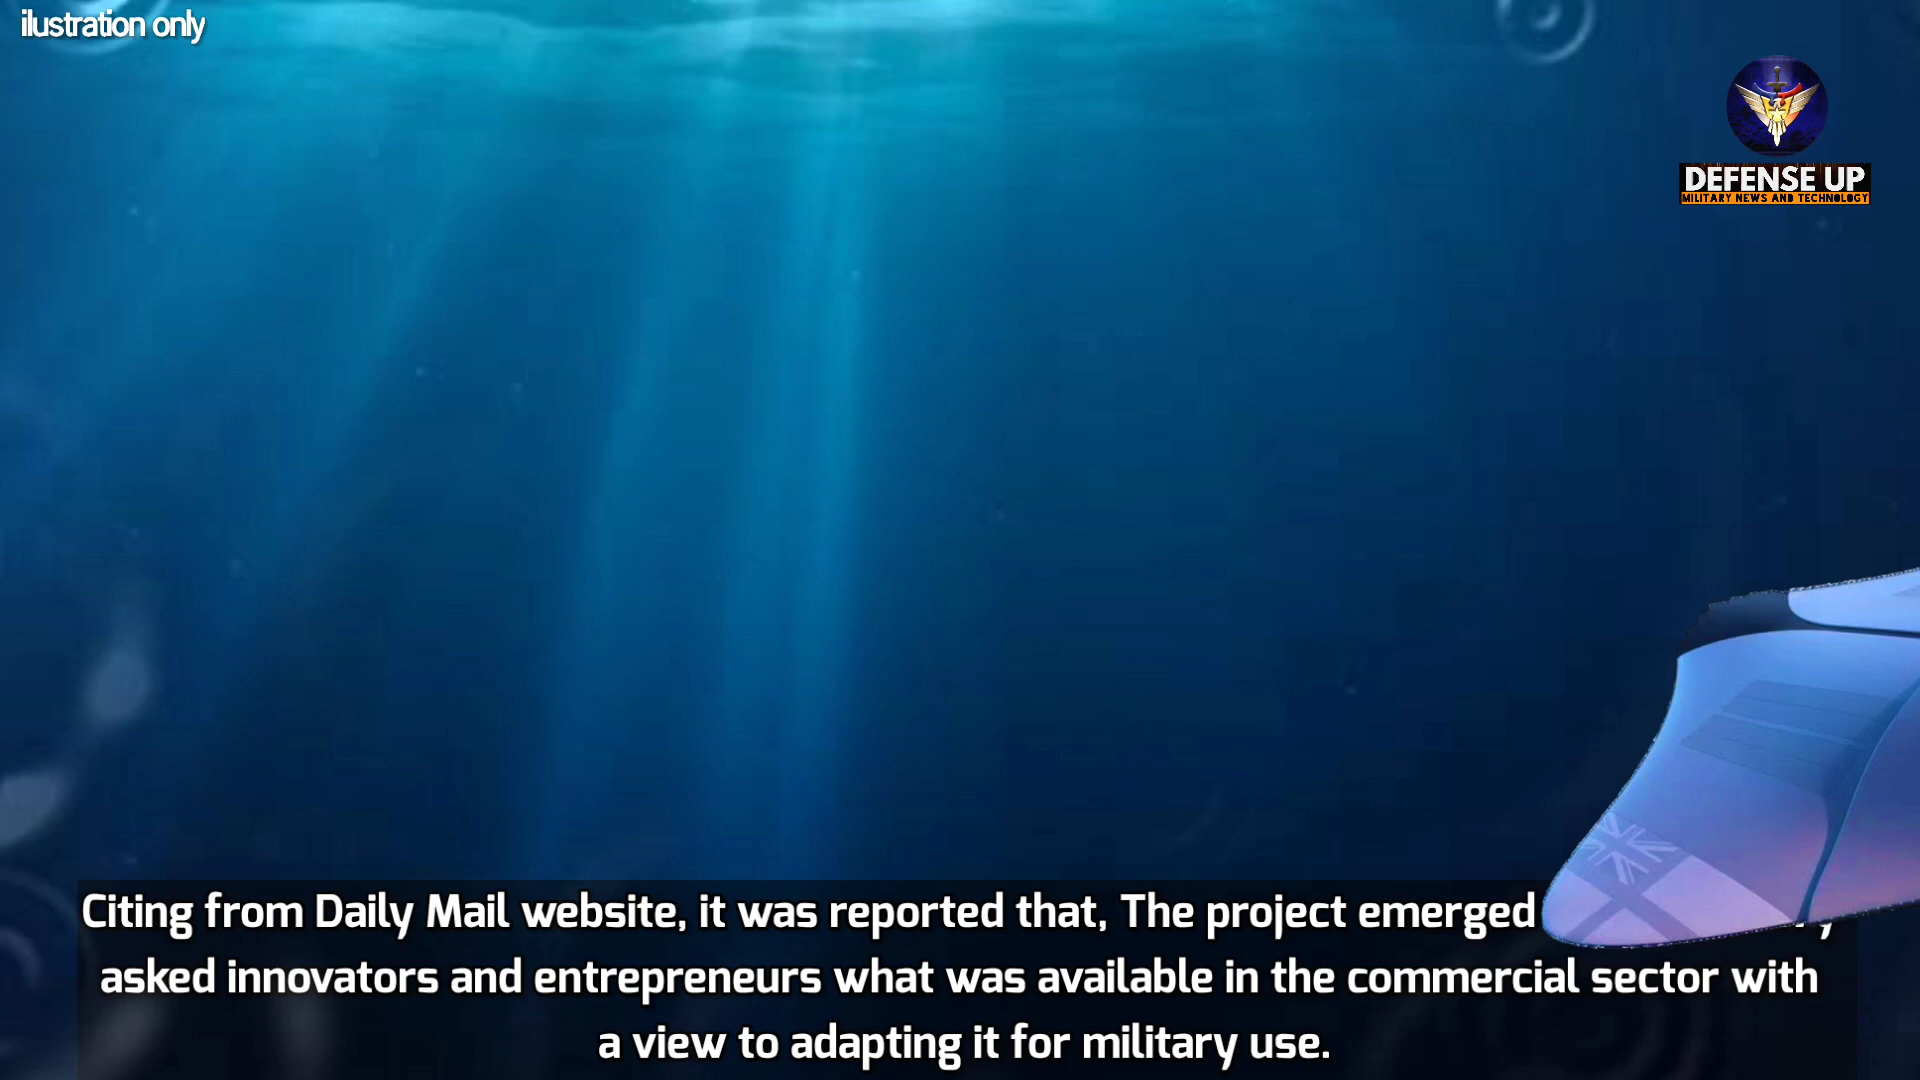 ilustration only
DEFENSE UP
MILITARY NEWS AND TECHNOLOGY
Citing from Daily Mail website, it was reported that, The project emerged
asked innovators and entrepreneurs what was available in the commercial sector with
a view to adapting it for military use.